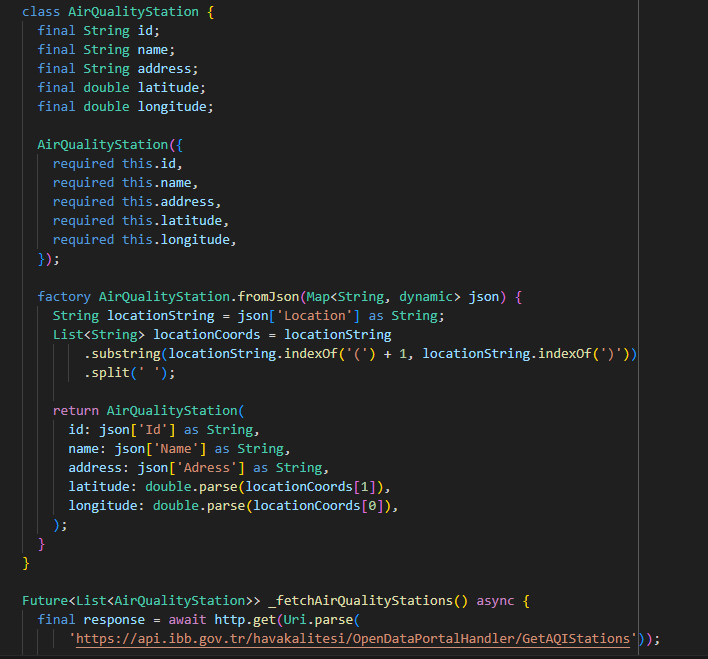 class AirQualityStation {
  final String id;
  final String name;
  final String address;
  final double latitude;
  final double longitude;

  AirQualityStation({
    required this.id,
    required this.name,
    required this.address,
    required this.latitude,
    required this.longitude,
  });

  factory AirQualityStation.fromJson(Map<String, dynamic> json) {
    String locationString = json['Location'] as String;
    List<String> locationCoords = locationString
        .substring(locationString.indexOf('(') + 1, locationString.indexOf(')'))
        .split(' ');

    return AirQualityStation(
      id: json['Id'] as String,
      name: json['Name'] as String,
      address: json['Adress'] as String,
      latitude: double.parse(locationCoords[1]),
      longitude: double.parse(locationCoords[0]),
    );
  }
}

Future<List<AirQualityStation>> _fetchAirQualityStations() async {
  final response = await http.get(Uri.parse(
      'https://api.ibb.gov.tr/havakalitesi/OpenDataPortalHandler/GetAQIStations'));